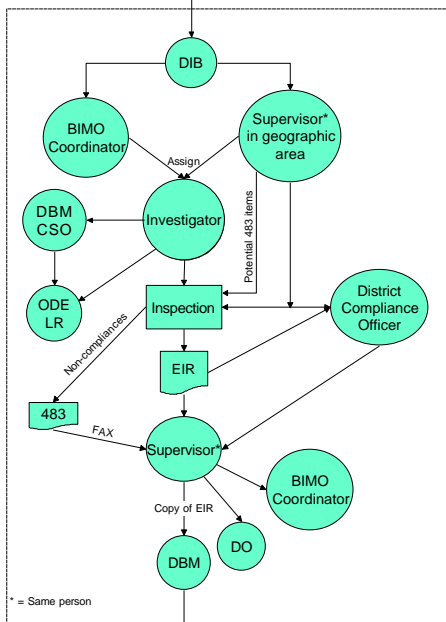 DIB
BIMO
Coordinator
Supervisor*
in geographic
area
Assign
DBM
CSO
Investigator
Potential 483 items
ODE
LR
Inspection
District
Compliance
Officer
Non-compliances
EIR
483
FAX
Supervisor*
BIMO
Coordinator
Copy of EIR
DO
DBM
* = Same person